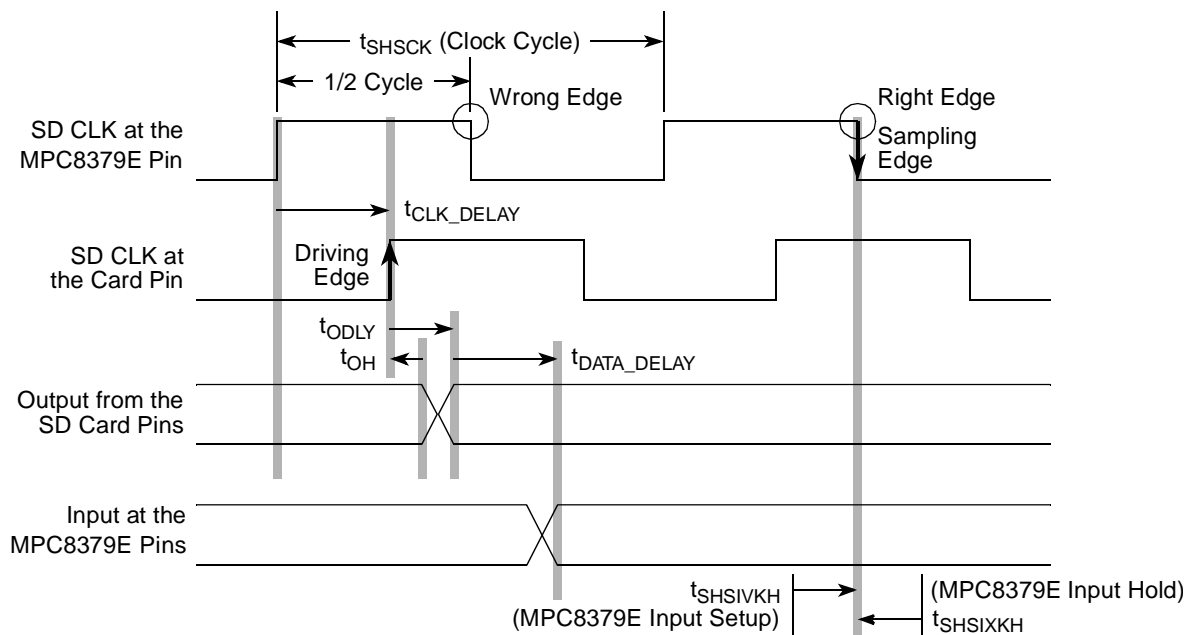 tSHSCK (Clock Cycle)
1/2 Cycle
Wrong Edge
Right Edge
SD CLK at the
MPC8379E Pin
Sampling
Edge
tCLK_DELAY
SD CLK at
the Card Pin
Driving
Edge
tODLY
tOH
tDATA_DELAY
Output from the
SD Card Pins
Input at the
MPC8379E Pins
tSHSIVKH
(MPC8379E Input Setup)
(MPC8379E Input Hold)
tSHSIXKH